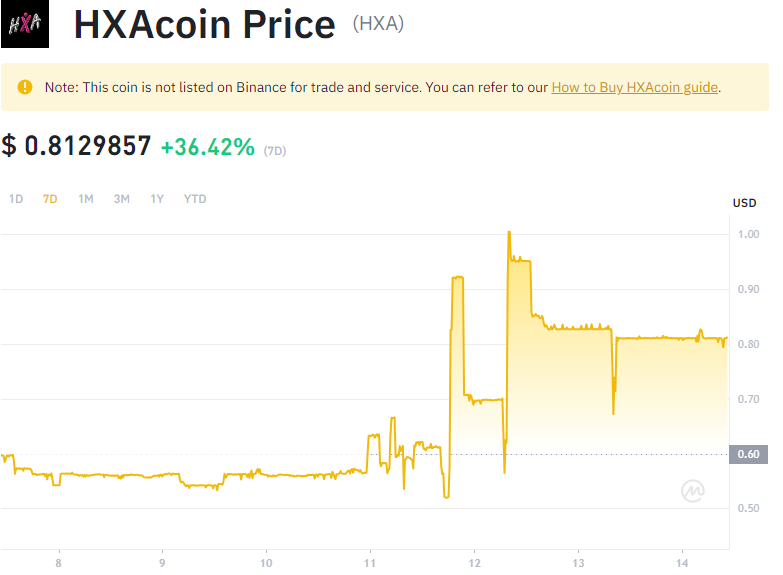 HXA
HXAcoin Price (HXA)
Note: This coin is not listed on Binance for trade and service. You can refer to our How to Buy HXAcoin guide.
$ 0.8129857 +36.42% (7D)
1D 7D 1M 3M 1Y YTD
USD
1.00
0.90
0.80
0.70
0.60
0.50
8 9 10 11 12 13 14